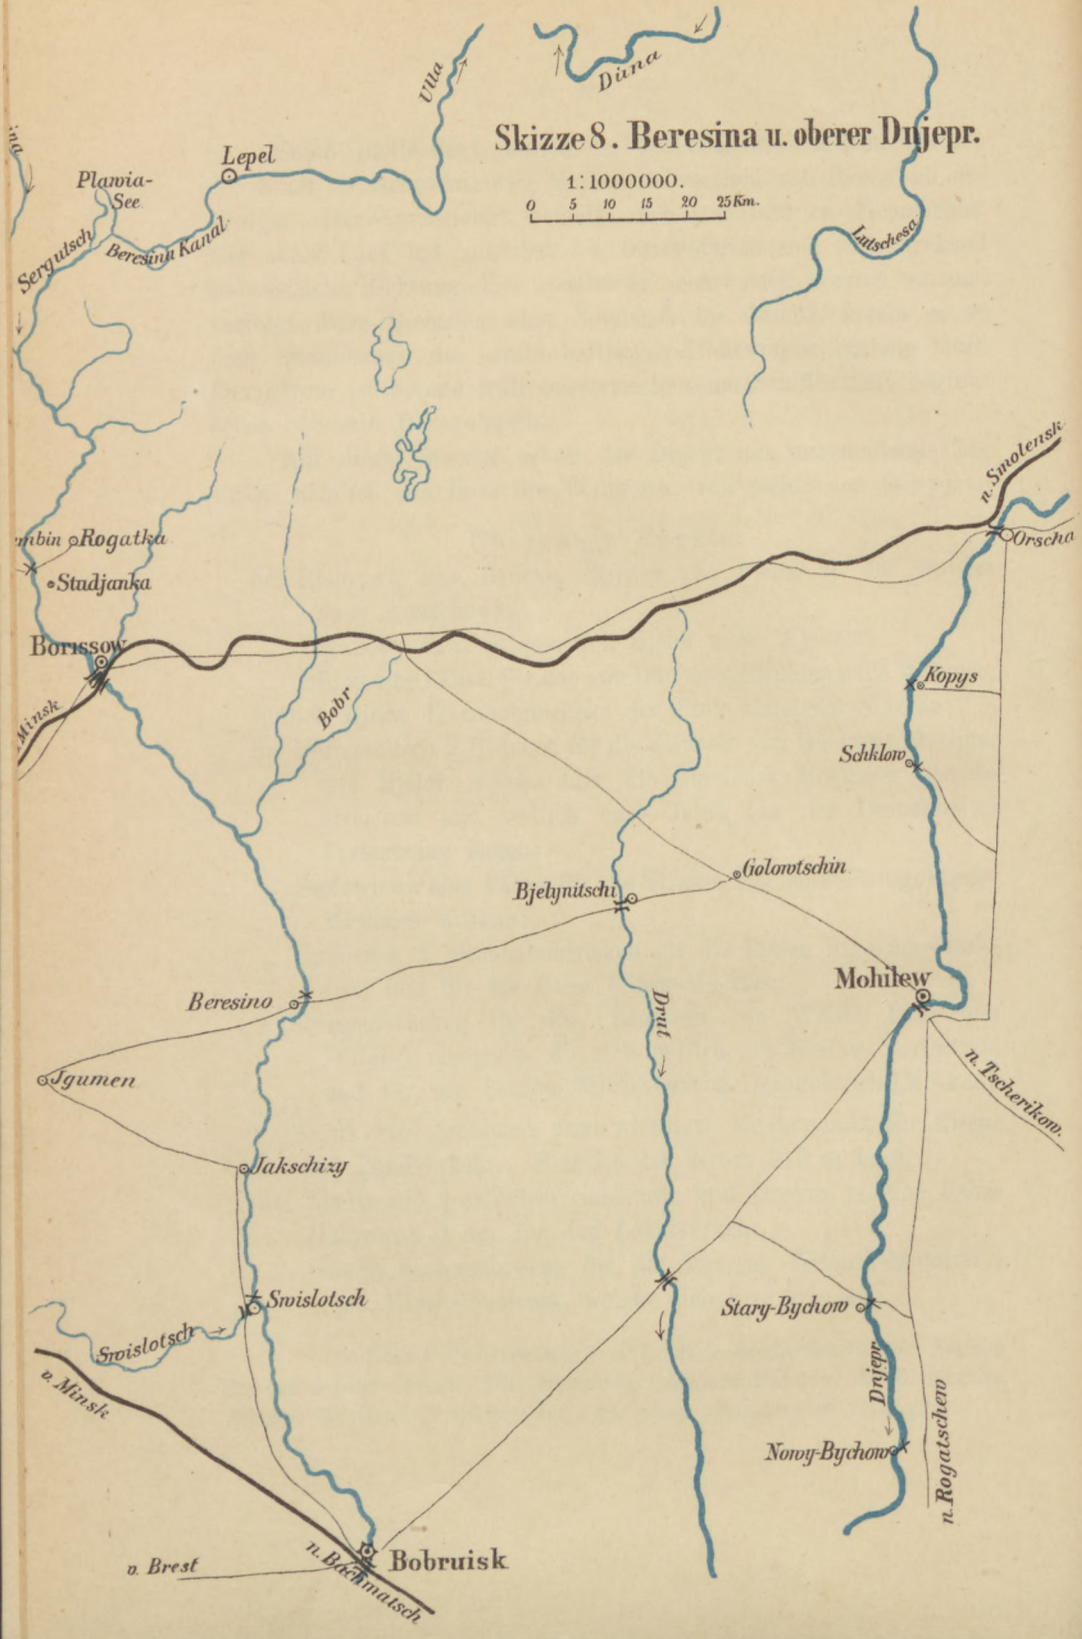 Ulla
Düna
Skizze 8. Beresina u. oberer Dnjepr.
1:1000000.
0 5 10 15 20 25 Km.
Lepel
Plawia-
See
Beresina Kanal
Sergutsch
Lutschesa
n. Smolensk
Orscha
Rogatka
Studjanka
Borissow
Minsk
Bobr
Kopys
Schklow
Golowtschin
Bjelynitschi
Mohilew
Beresino
Drut
Jgumen
n. Tscherikow.
Jakschizy
Swislotsch
Swislotsch
Stary-Bychow
v. Minsk
Dnjepr
n. Rogatschew
Nowy-Bychow
v. Brest
n. Bachmatsch
Bobruisk